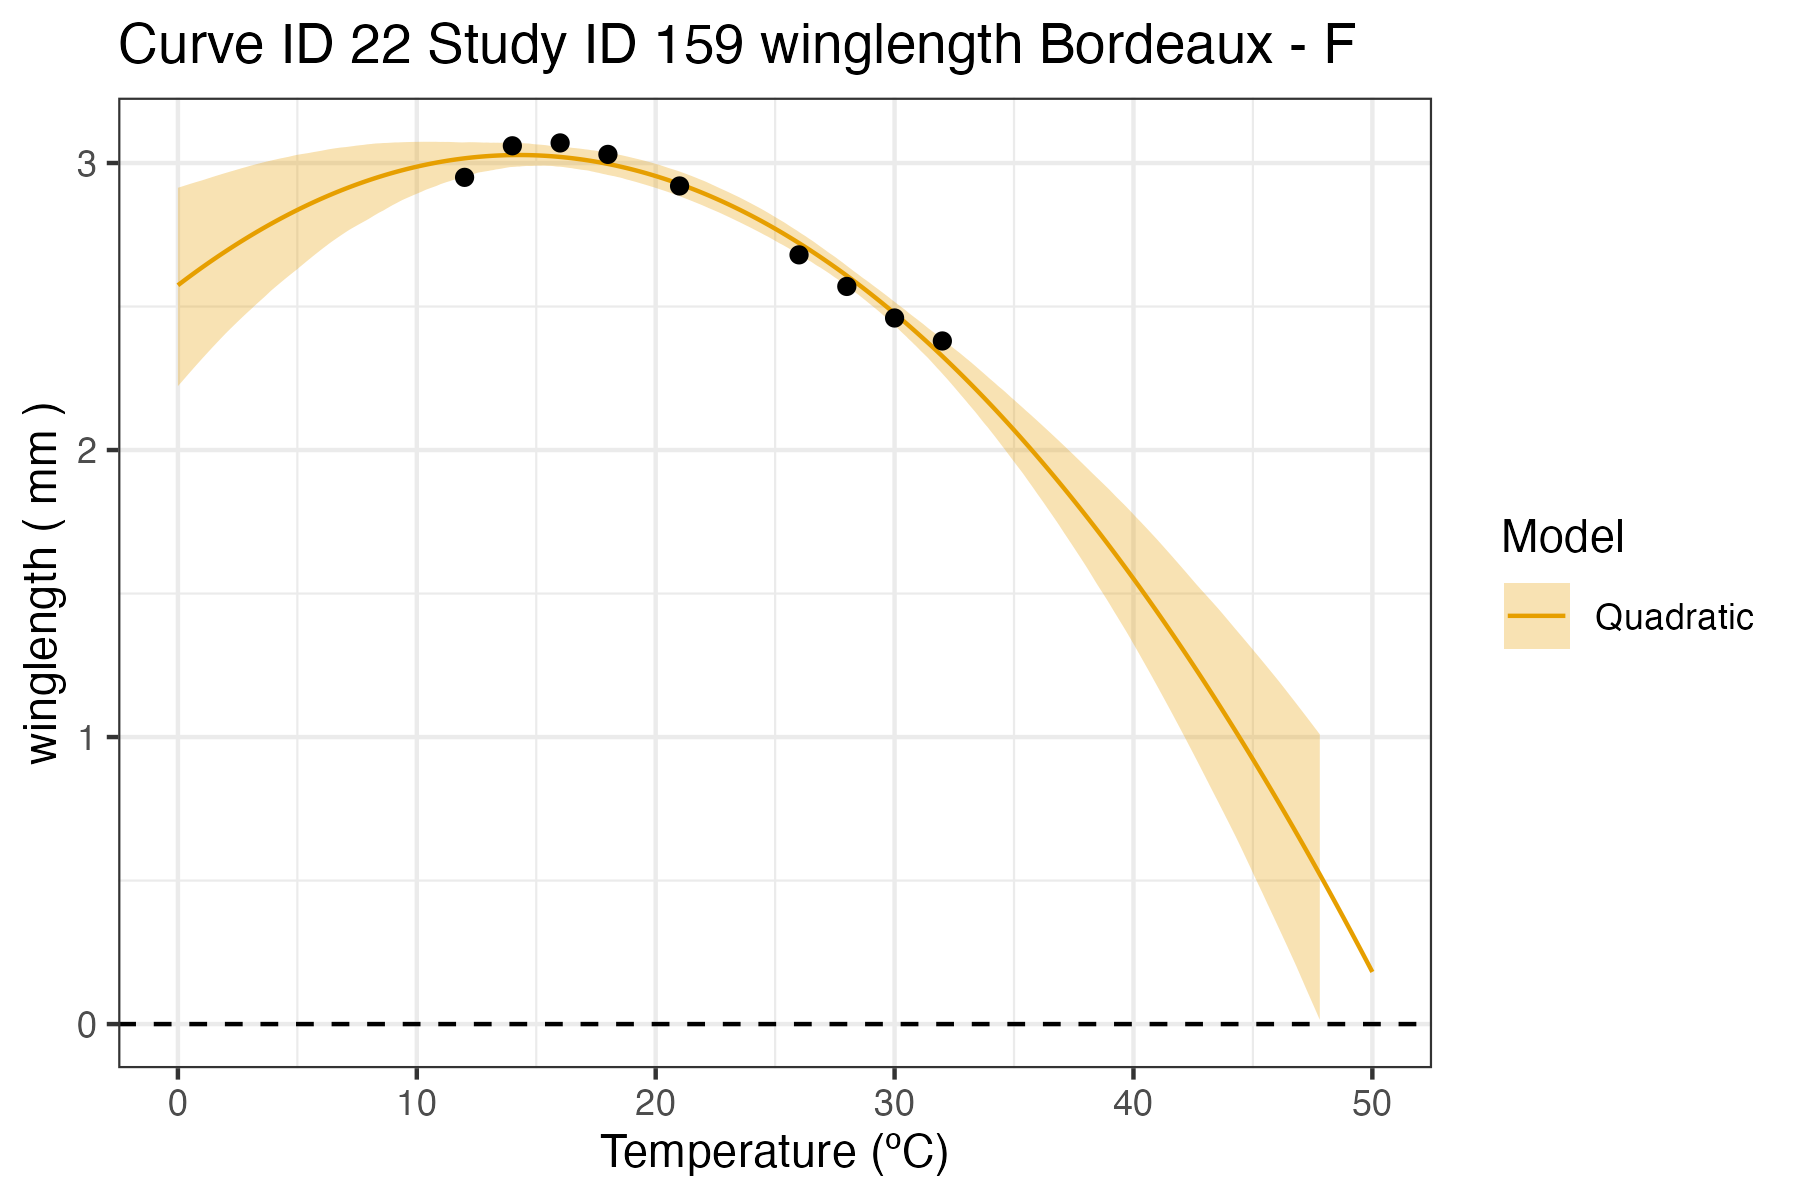 Curve ID 22 Study ID 159 winglength Bordeaux - F
winglength ( mm )
3
2
1
0
0 10 20 30 40 50
Temperature (ºC)
Model
Quadratic